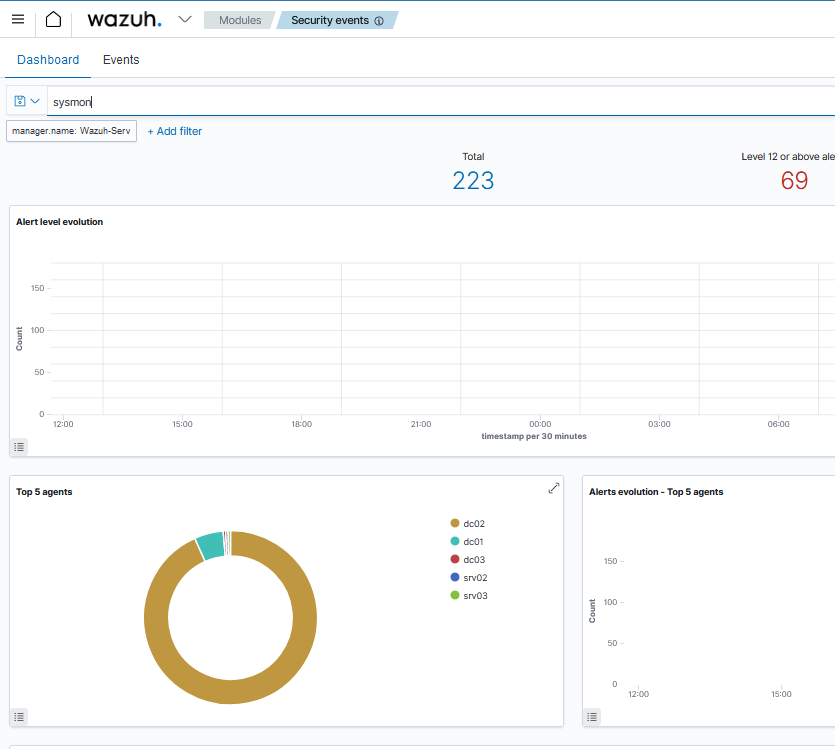 wazuh.
Modules
Security events
Dashboard
Events
sysmon
manager.name: Wazuh-Serv
+ Add filter
Total
223
Level 12 or above ale
69
Alert level evolution
Count
150
100
50
0
12:00
15:00
18:00
21:00
00:00
03:00
06:00
timestamp per 30 minutes
Top 5 agents
dc02
dc01
dc03
srv02
srv03
Alerts evolution - Top 5 agents
Count
150
100
50
0
12:00
15:00